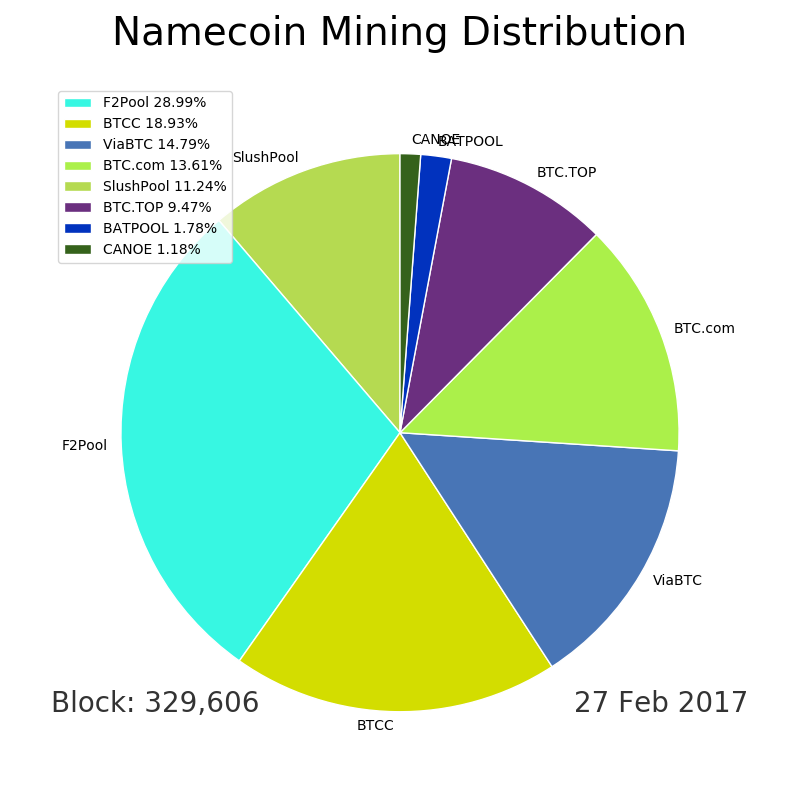 Namecoin Mining Distribution
F2Pool 28.99%
BTCC 18.93%
ViaBTC 14.79%
BTC.com 13.61%
SlushPool 11.24%
BTC.TOP 9.47%
BATPOOL 1.78%
CANOE 1.18%
SlushPool
CANOE
BATPOOL
BTC.TOP
BTC.com
F2Pool
ViaBTC
BTCC
Block: 329,606
27 Feb 2017